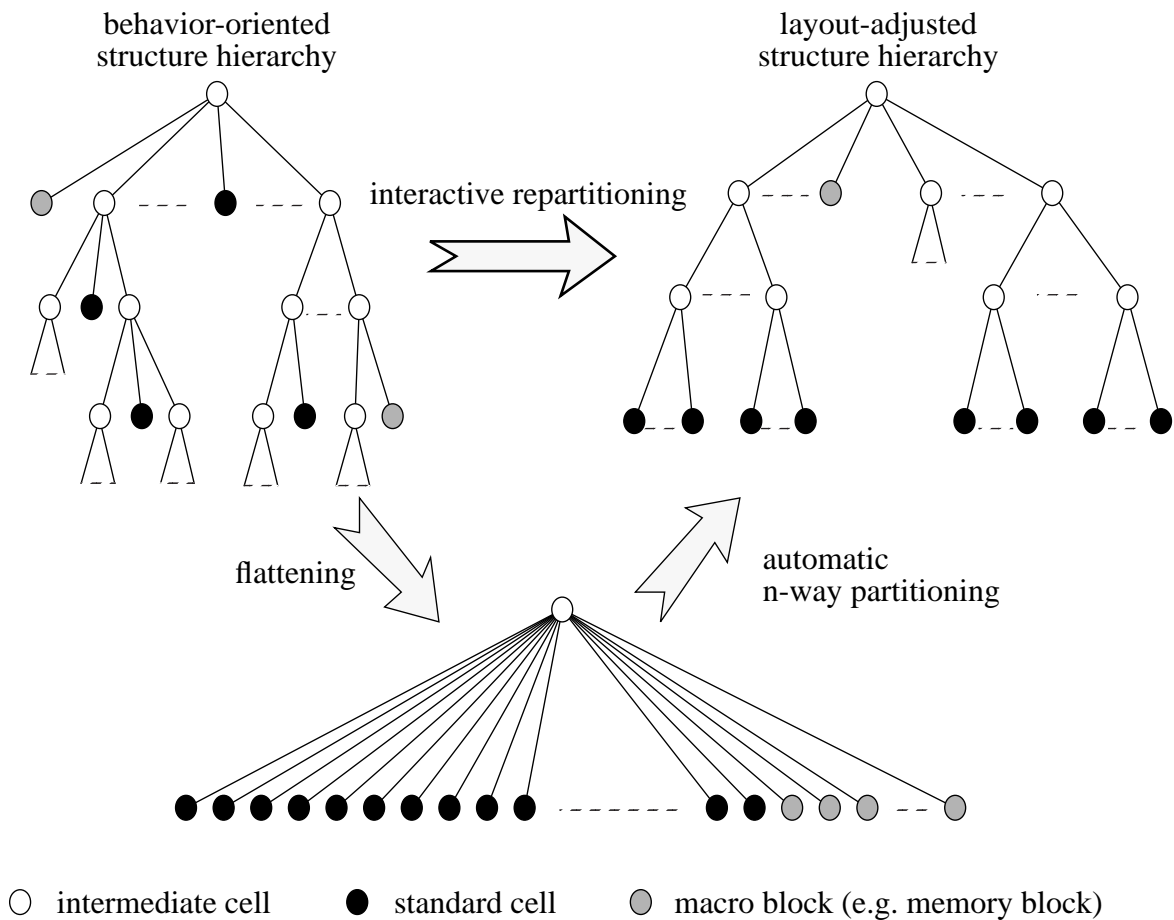 behavior-oriented
structure hierarchy
layout-adjusted
structure hierarchy
interactive repartitioning
flattening
automatic
n-way partitioning
intermediate cell
standard cell
macro block (e.g. memory block)